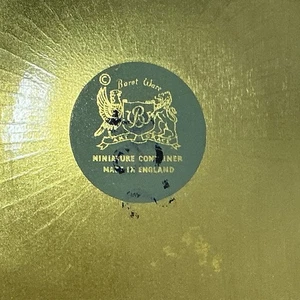 ©
Baret Ware
B
MINIATURE CONTAINER
MADE IN ENGLAND